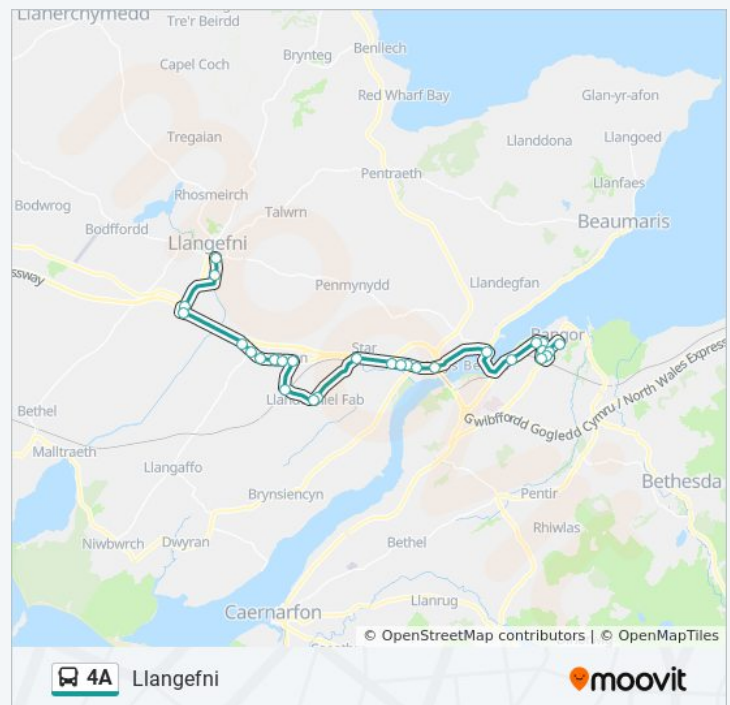 Llanerchymedd
Tre'r Beirdd
Brynteg
Benllech
Capel Coch
Red Wharf Bay
Glan-yr-afon
Tregaian
Llanddona
Llangoed
Pentraeth
Llanfaes
Rhosmeirch
Bodwrog
Talwrn
Beaumaris
Bodffordd
Llangefni
ssway
Penmynydd
Llandegfan
Bangor
Star
Gwibffordd Gogledd Cymru / North Wales Express
Bethel
Malltraeth
Llangaffo
Bethesda
Brynsiencyn
Pentir
Rhiwlas
Niwbwrch
Dwyran
Bethel
Caernarfon
Llanrug
© OpenStreetMap contributors | © OpenMapTiles
4A
Llangefni
moovit